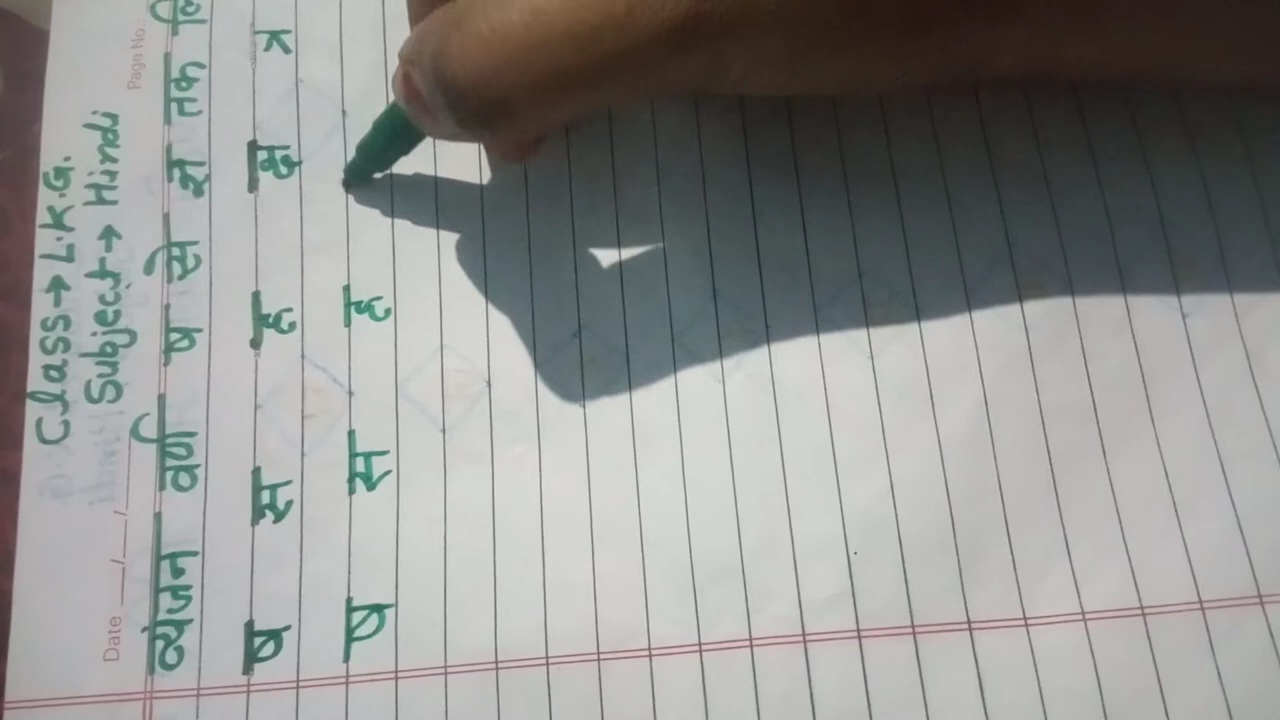 Class→L.K.G.
Subject→Hindi
Page No.:
Date __/__/__
व्यंजन वर्ण ष से ज्ञ तक
ष स ह क्ष त्र
ष स ह